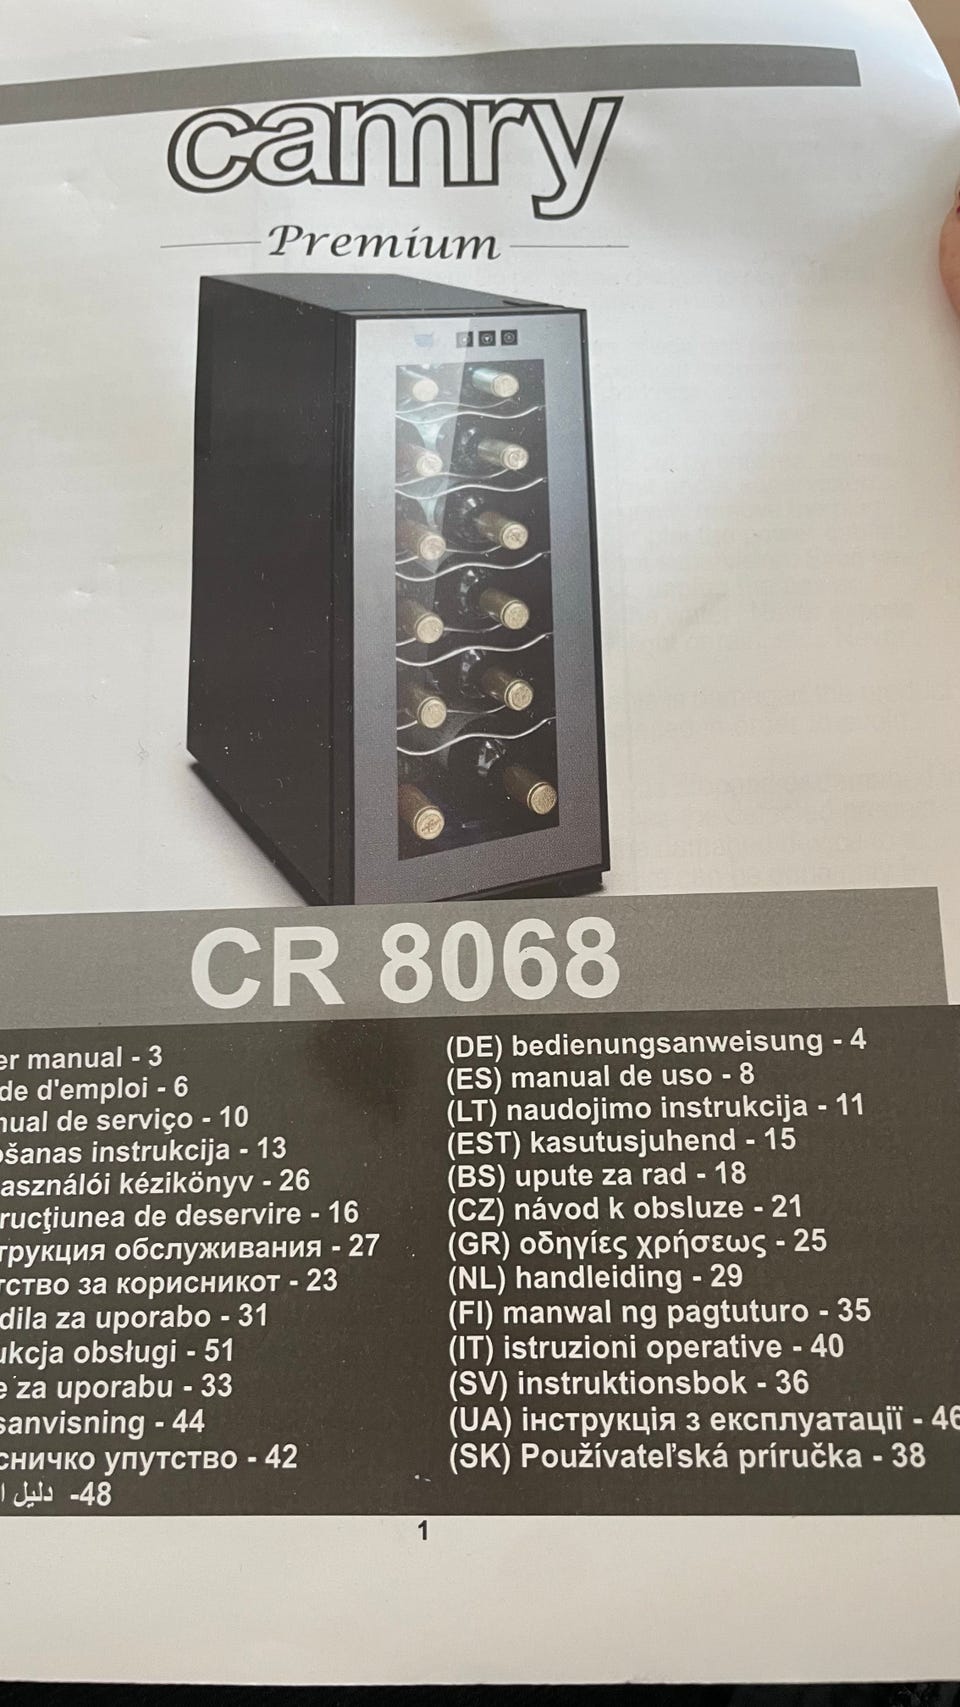 camry
Premium
CR 8068
er manual - 3
de d'emploi - 6
nual de serviço - 10
ošanas instrukcija - 13
asználói kézikönyv - 26
rucţiunea de deservire - 16
трукция обслуживания - 27
тство за корисникот - 23
dila za uporabo - 31
ukcja obsługi - 51
e za uporabu - 33
sanvisning - 44
сничко упутство - 42
دليل ا -48
(DE) bedienungsanweisung - 4
(ES) manual de uso - 8
(LT) naudojimo instrukcija - 11
(EST) kasutusjuhend - 15
(BS) upute za rad - 18
(CZ) návod k obsluze - 21
(GR) οδηγίες χρήσεως - 25
(NL) handleiding - 29
(FI) manwal ng pagtuturo - 35
(IT) istruzioni operative - 40
(SV) instruktionsbok - 36
(UA) інструкція з експлуатації - 46
(SK) Používateľská príručka - 38
1